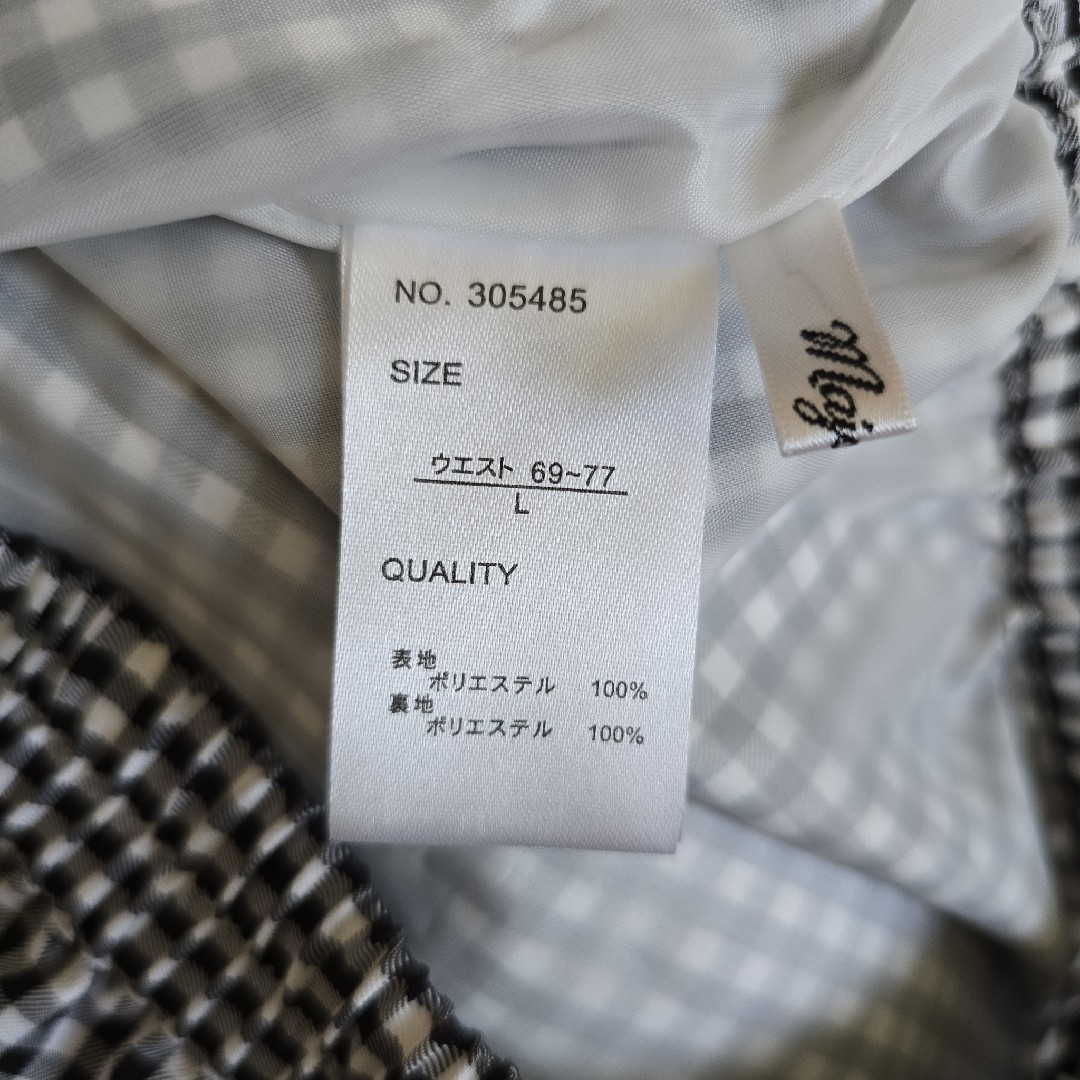 NO. 305485
SIZE
ウエスト 69~77
L
QUALITY
表地
ポリエステル 100%
裏地
ポリエステル 100%